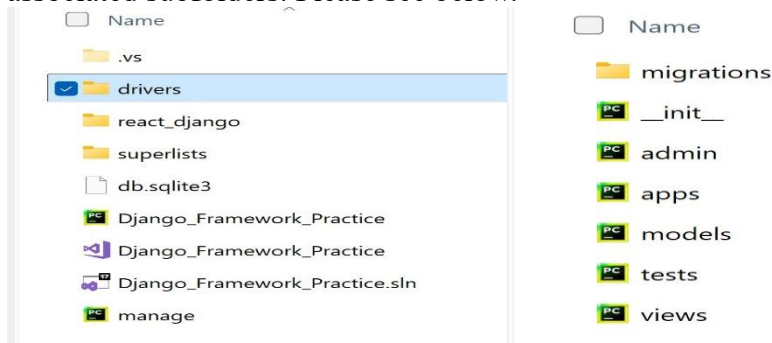 Name
.vs
drivers
react_django
superlists
db.sqlite3
Django_Framework_Practice
Django_Framework_Practice
Django_Framework_Practice.sln
manage
Name
migrations
__init__
admin
apps
models
tests
views